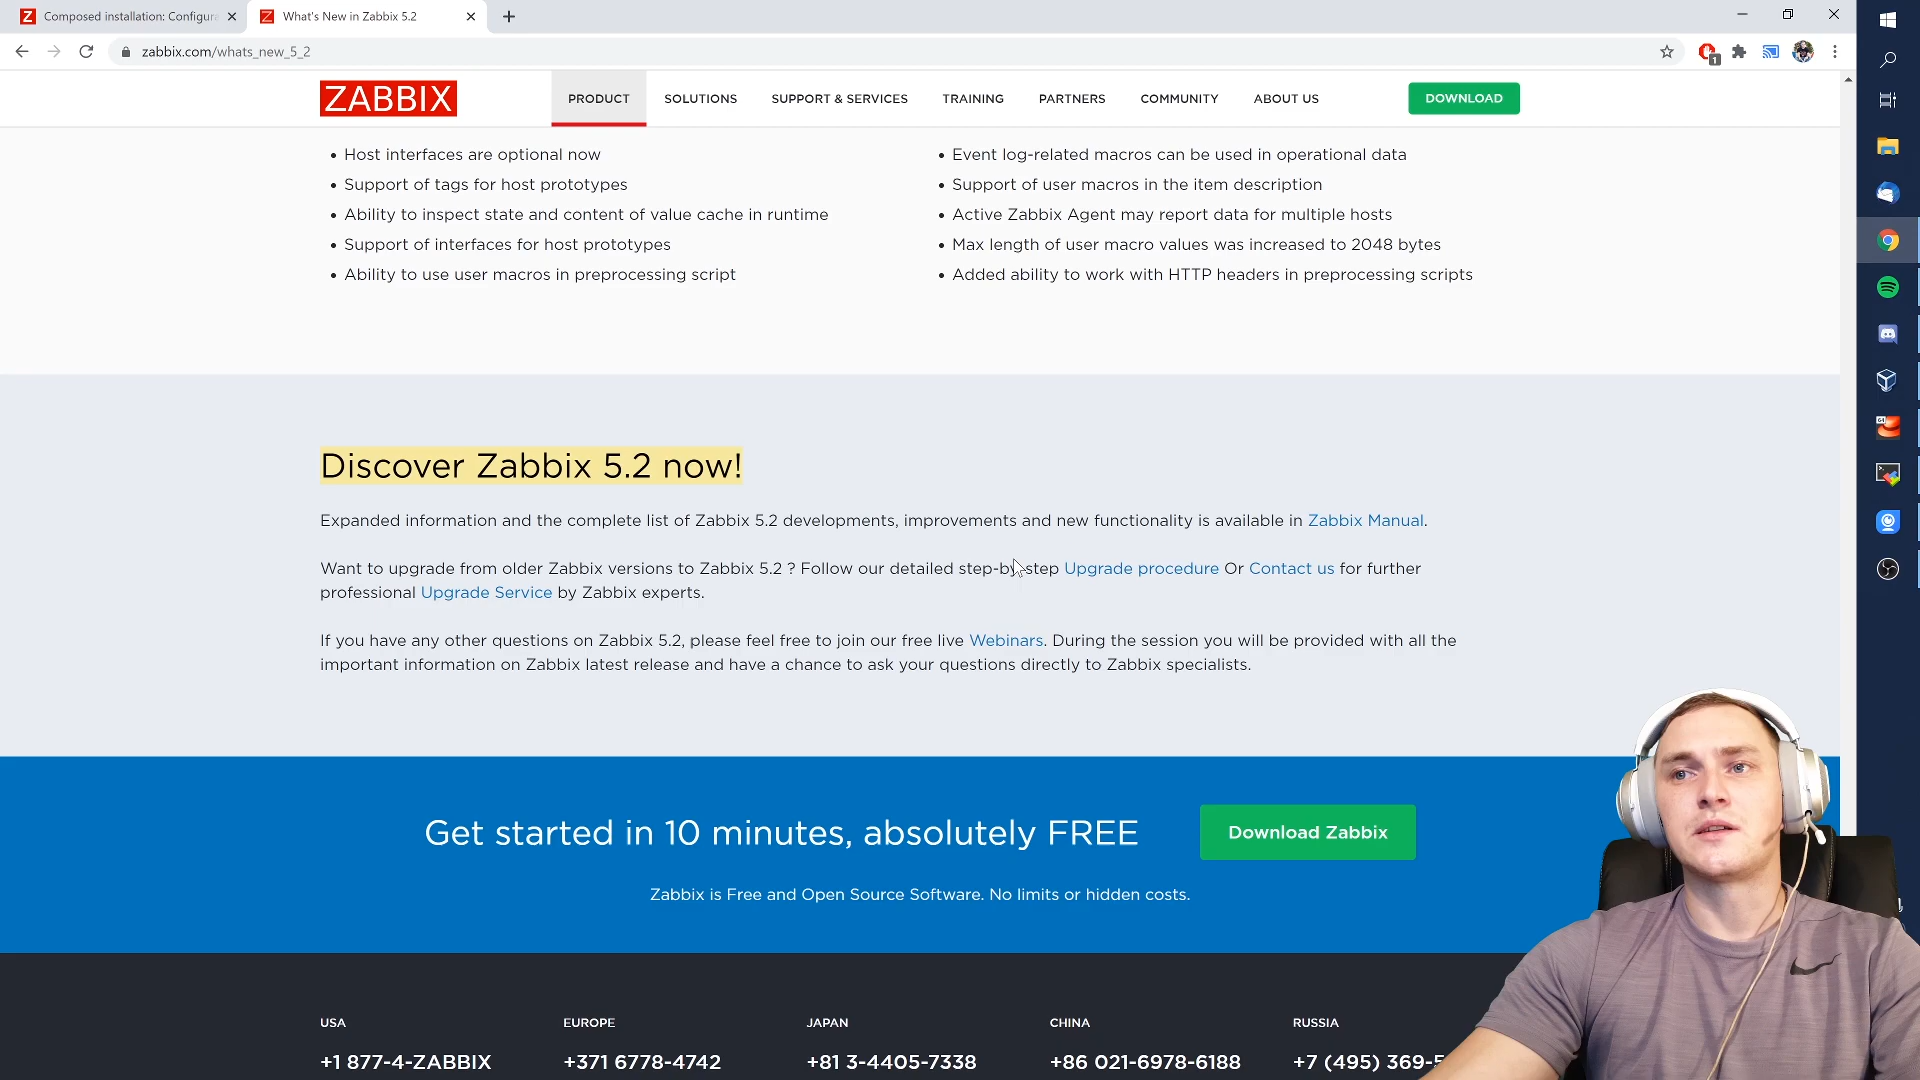 Composed installation: Configura
What's New in Zabbix 5.2
zabbix.com/whats_new_5_2
1
ZABBIX
PRODUCT
SOLUTIONS
SUPPORT & SERVICES
TRAINING
PARTNERS
COMMUNITY
ABOUT US
DOWNLOAD
• Host interfaces are optional now
• Support of tags for host prototypes
• Ability to inspect state and content of value cache in runtime
• Support of interfaces for host prototypes
• Ability to use user macros in preprocessing script
• Event log-related macros can be used in operational data
• Support of user macros in the item description
• Active Zabbix Agent may report data for multiple hosts
• Max length of user macro values was increased to 2048 bytes
• Added ability to work with HTTP headers in preprocessing scripts
Discover Zabbix 5.2 now!
Expanded information and the complete list of Zabbix 5.2 developments, improvements and new functionality is available in Zabbix Manual.
Want to upgrade from older Zabbix versions to Zabbix 5.2 ? Follow our detailed step-by-step Upgrade procedure Or Contact us for further
professional Upgrade Service by Zabbix experts.
If you have any other questions on Zabbix 5.2, please feel free to join our free live Webinars. During the session you will be provided with all the
important information on Zabbix latest release and have a chance to ask your questions directly to Zabbix specialists.
Get started in 10 minutes, absolutely FREE
Download Zabbix
Zabbix is Free and Open Source Software. No limits or hidden costs.
USA
+1 877-4-ZABBIX
EUROPE
+371 6778-4742
JAPAN
+81 3-4405-7338
CHINA
+86 021-6978-6188
RUSSIA
+7 (495) 369-5